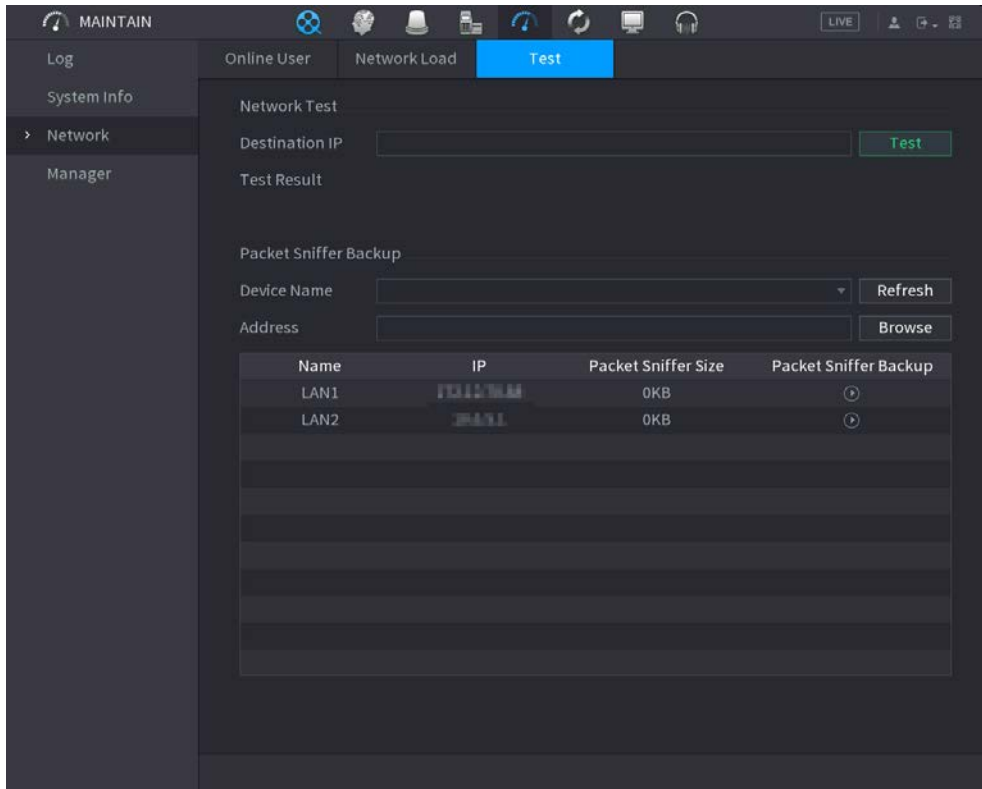 MAINTAIN
LIVE
Log
System Info
Network
Manager
Online User
Network Load
Test
Network Test
Destination IP
Test
Test Result
Packet Sniffer Backup
Device Name
Refresh
Address
Browse
Name IP Packet Sniffer Size Packet Sniffer Backup
LAN1 0KB
LAN2 0KB